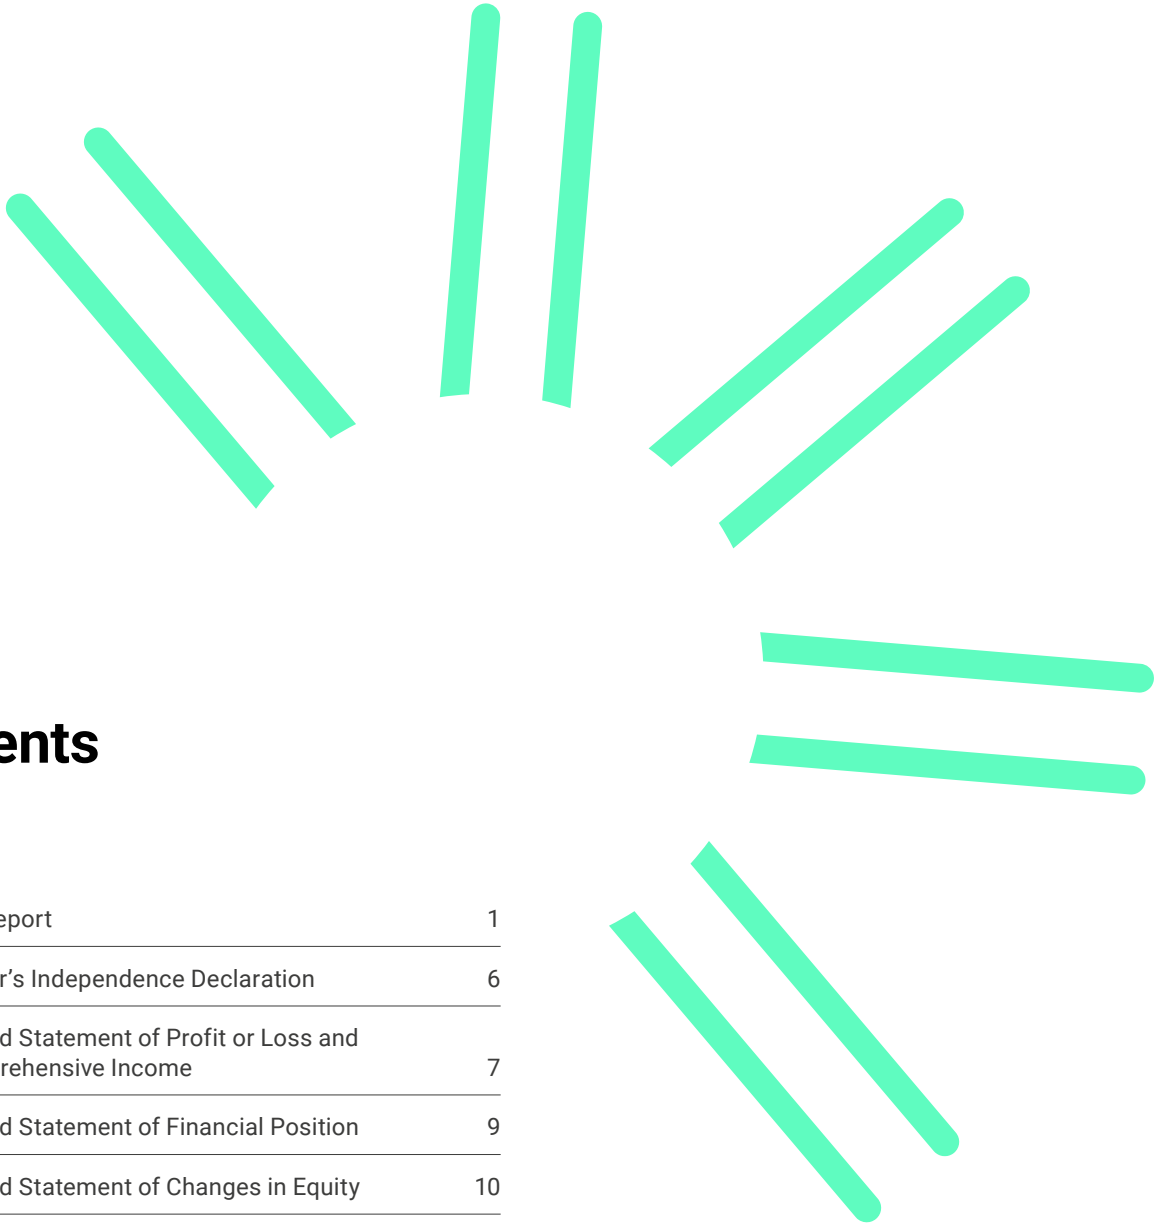 ents
eport 1
r's Independence Declaration 6
d Statement of Profit or Loss and
rehensive Income 7
d Statement of Financial Position 9
d Statement of Changes in Equity 10